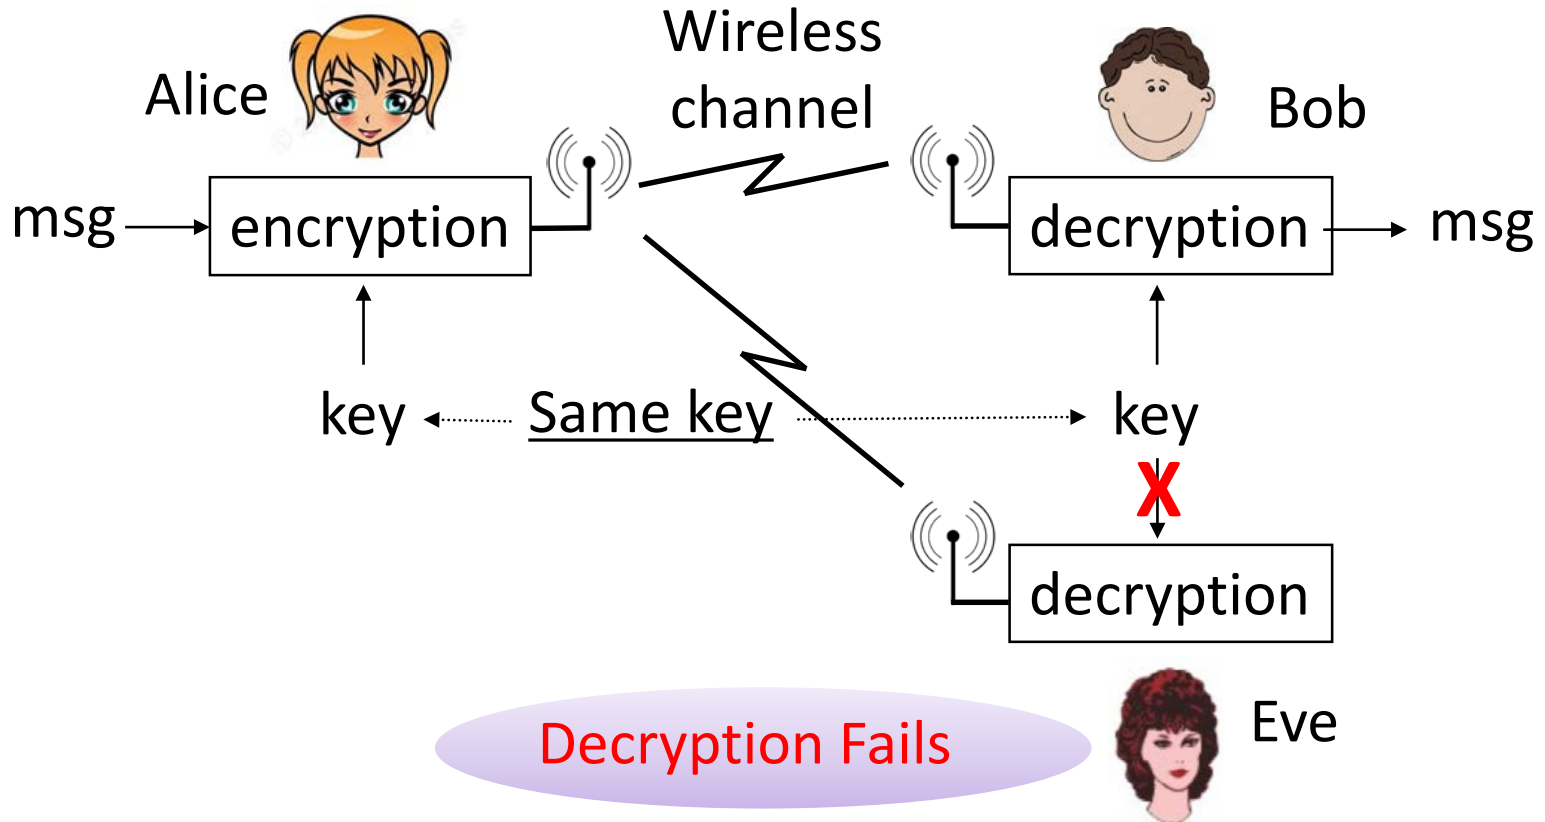 Wireless
channel
Alice
Bob
msg
encryption
decryption
msg
key
Same key
key
X
decryption
Decryption Fails
Eve